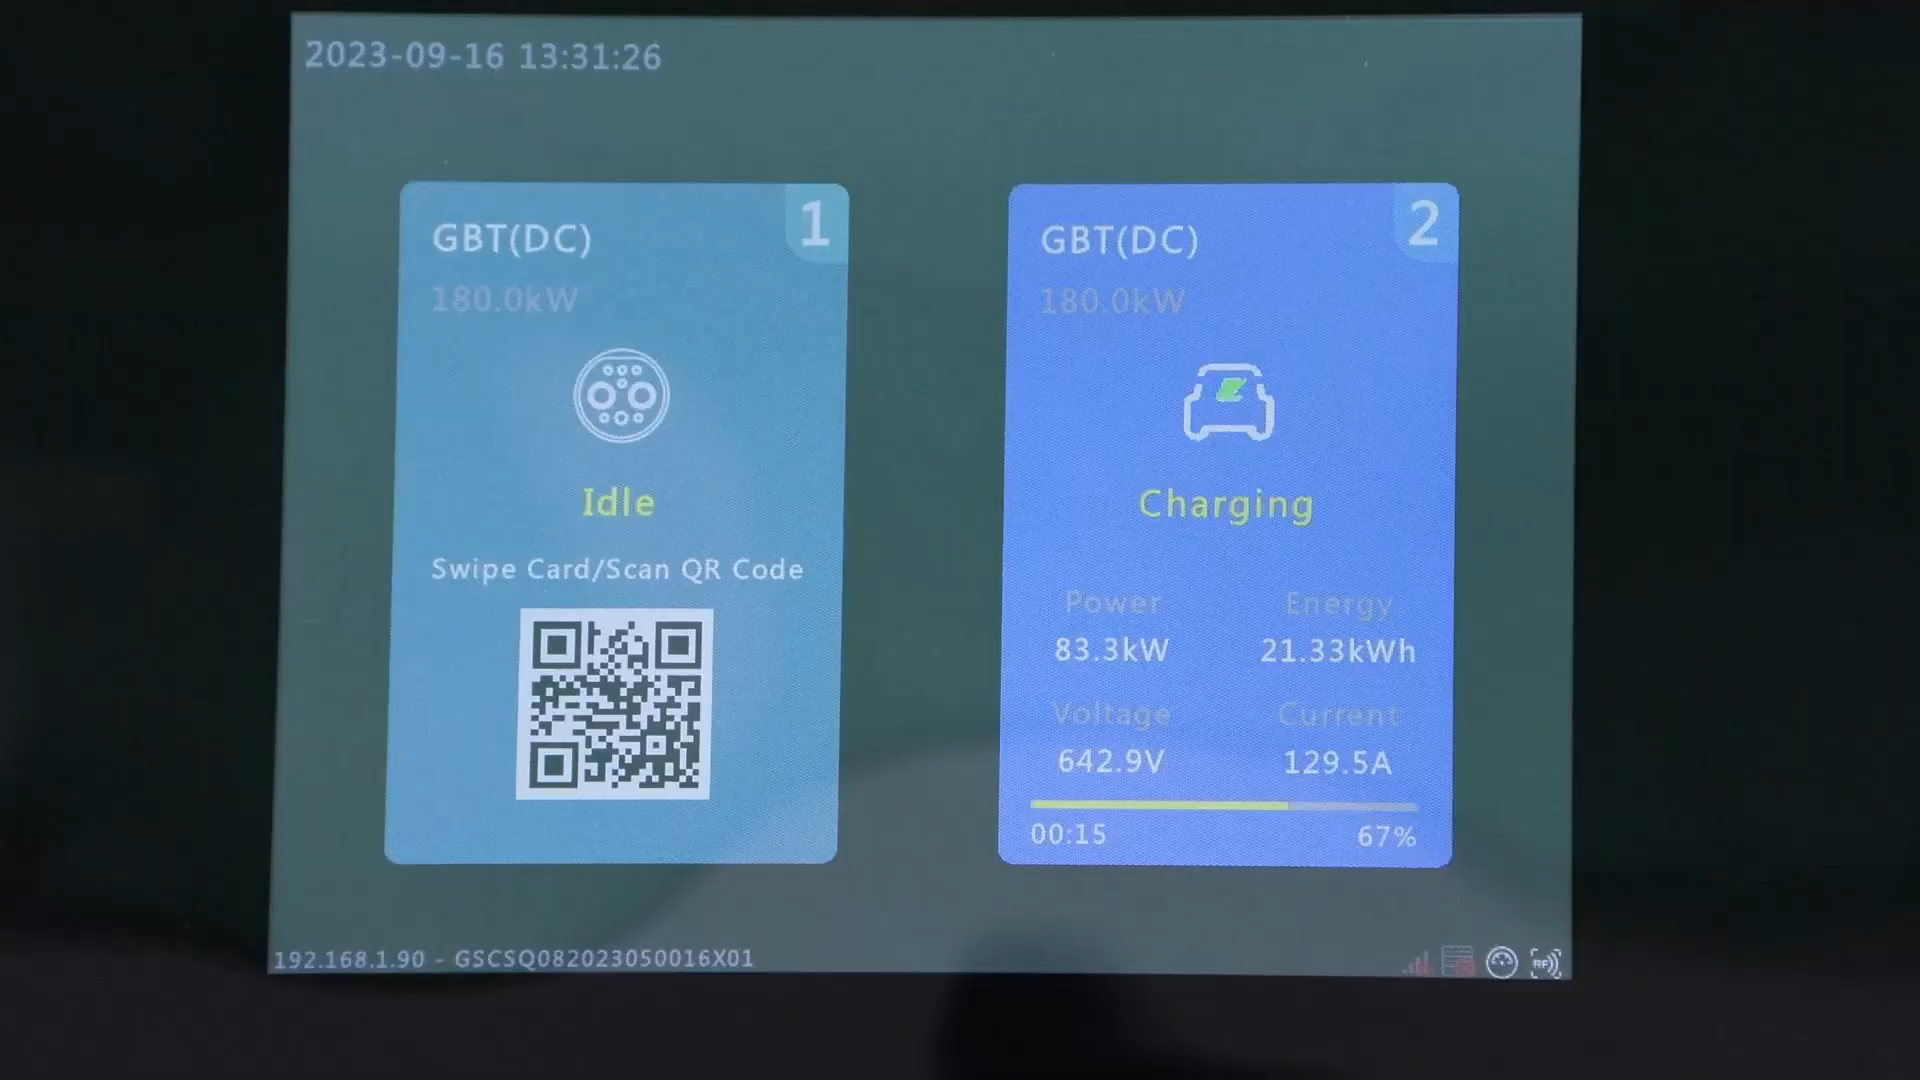 2023-09-16 13:31:26
GBT(DC)
1
180.0kW
Idle
Swipe Card/Scan QR Code
GBT(DC)
2
180.0kW
Charging
Power
Energy
83.3kW
21.33kWh
Voltage
Current
642.9V
129.5A
00:15
67%
192.168.1.90 - GSCSQ082023050016X01
RF